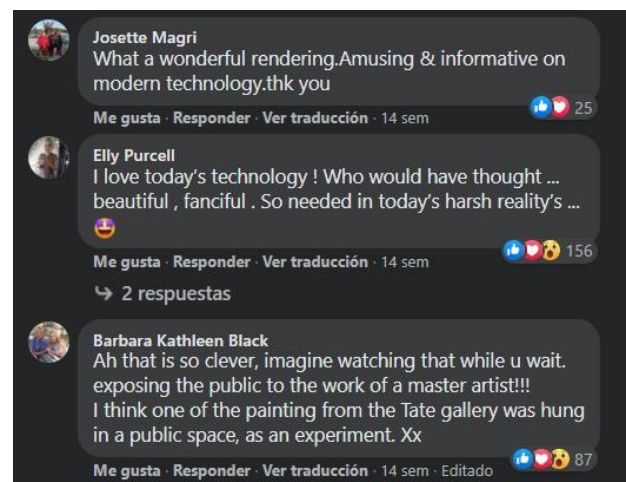 Josette Magri
What a wonderful rendering.Amusing & informative on
modern technology.thk you
25
Me gusta · Responder · Ver traducción · 14 sem
Elly Purcell
I love today's technology ! Who would have thought ...
beautiful , fanciful . So needed in today's harsh reality's ...
🤩
156
Me gusta · Responder · Ver traducción · 14 sem
2 respuestas
Barbara Kathleen Black
Ah that is so clever, imagine watching that while u wait.
exposing the public to the work of a master artist!!!
I think one of the painting from the Tate gallery was hung
in a public space, as an experiment. Xx
87
Me gusta · Responder · Ver traducción · 14 sem · Editado